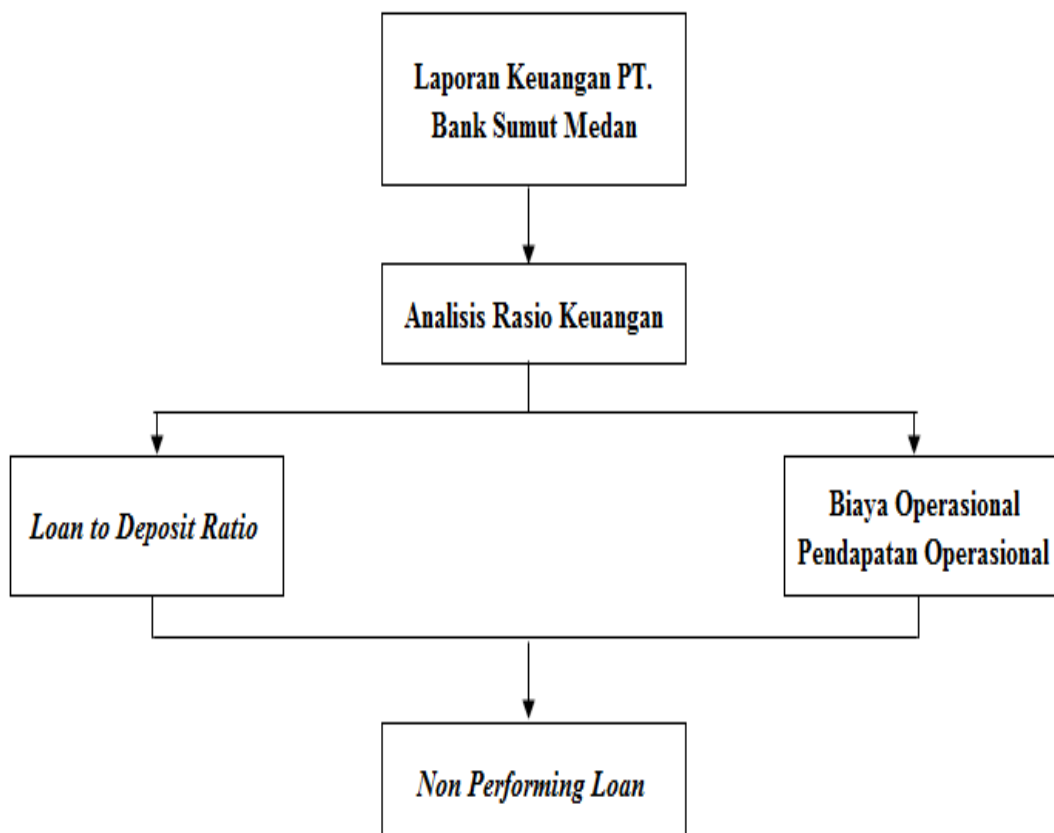 Laporan Keuangan PT.
Bank Sumut Medan
Analisis Rasio Keuangan
Loan to Deposit Ratio
Biaya Operasional
Pendapatan Operasional
Non Performing Loan